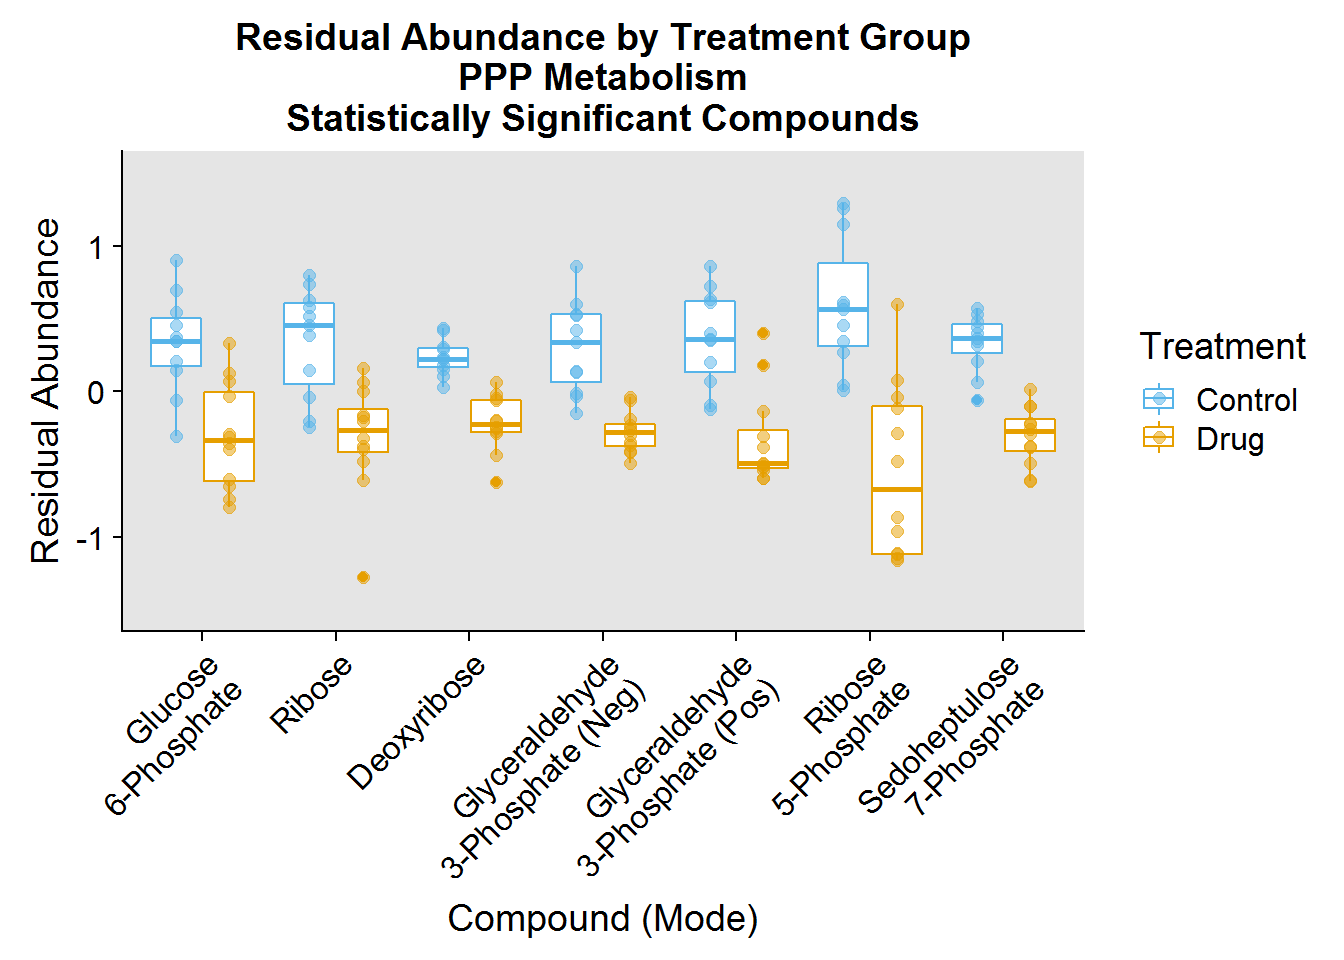 Residual Abundance by Treatment Group
PPP Metabolism
Statistically Significant Compounds
Residual Abundance
1
0
-1
Glucose
6-Phosphate
Ribose
Deoxyribose
Glyceraldehyde
3-Phosphate (Neg)
Glyceraldehyde
3-Phosphate (Pos)
Ribose
5-Phosphate
Sedoheptulose
7-Phosphate
Compound (Mode)
Treatment
Control
Drug